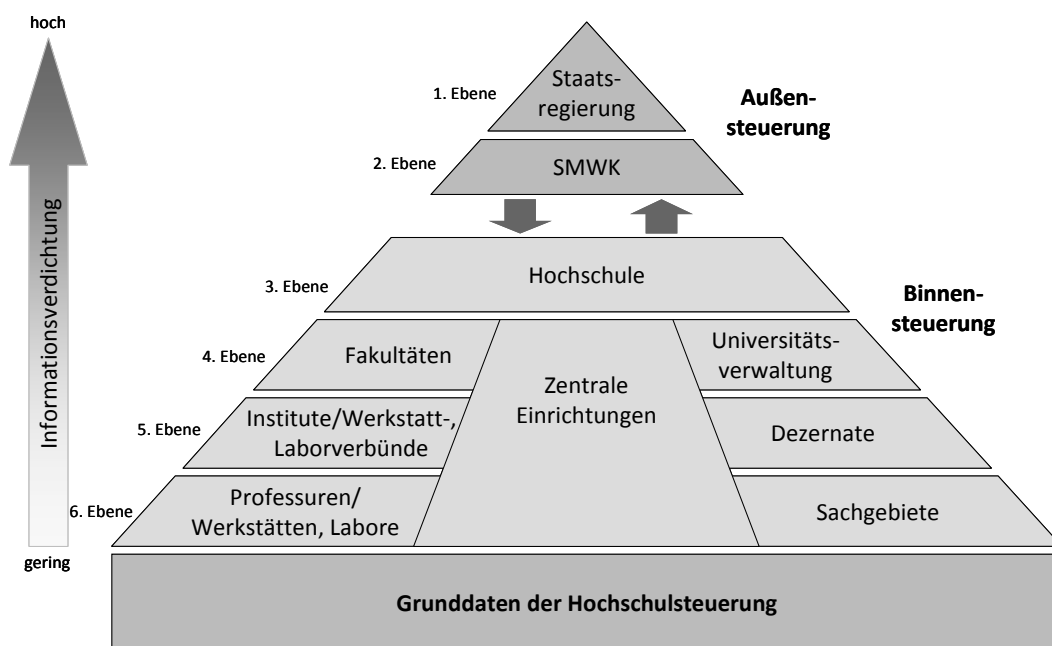 hoch
Informationsverdichtung
gering
1. Ebene
Staats-
regierung
Außen-
steuerung
2. Ebene
SMWK
3. Ebene
Hochschule
Binnen-
steuerung
4. Ebene
Fakultäten
Zentrale
Einrichtungen
Universitäts-
verwaltung
5. Ebene
Institute/Werkstatt-,
Laborverbünde
Dezernate
6. Ebene
Professuren/
Werkstätten, Labore
Sachgebiete
Grunddaten der Hochschulsteuerung